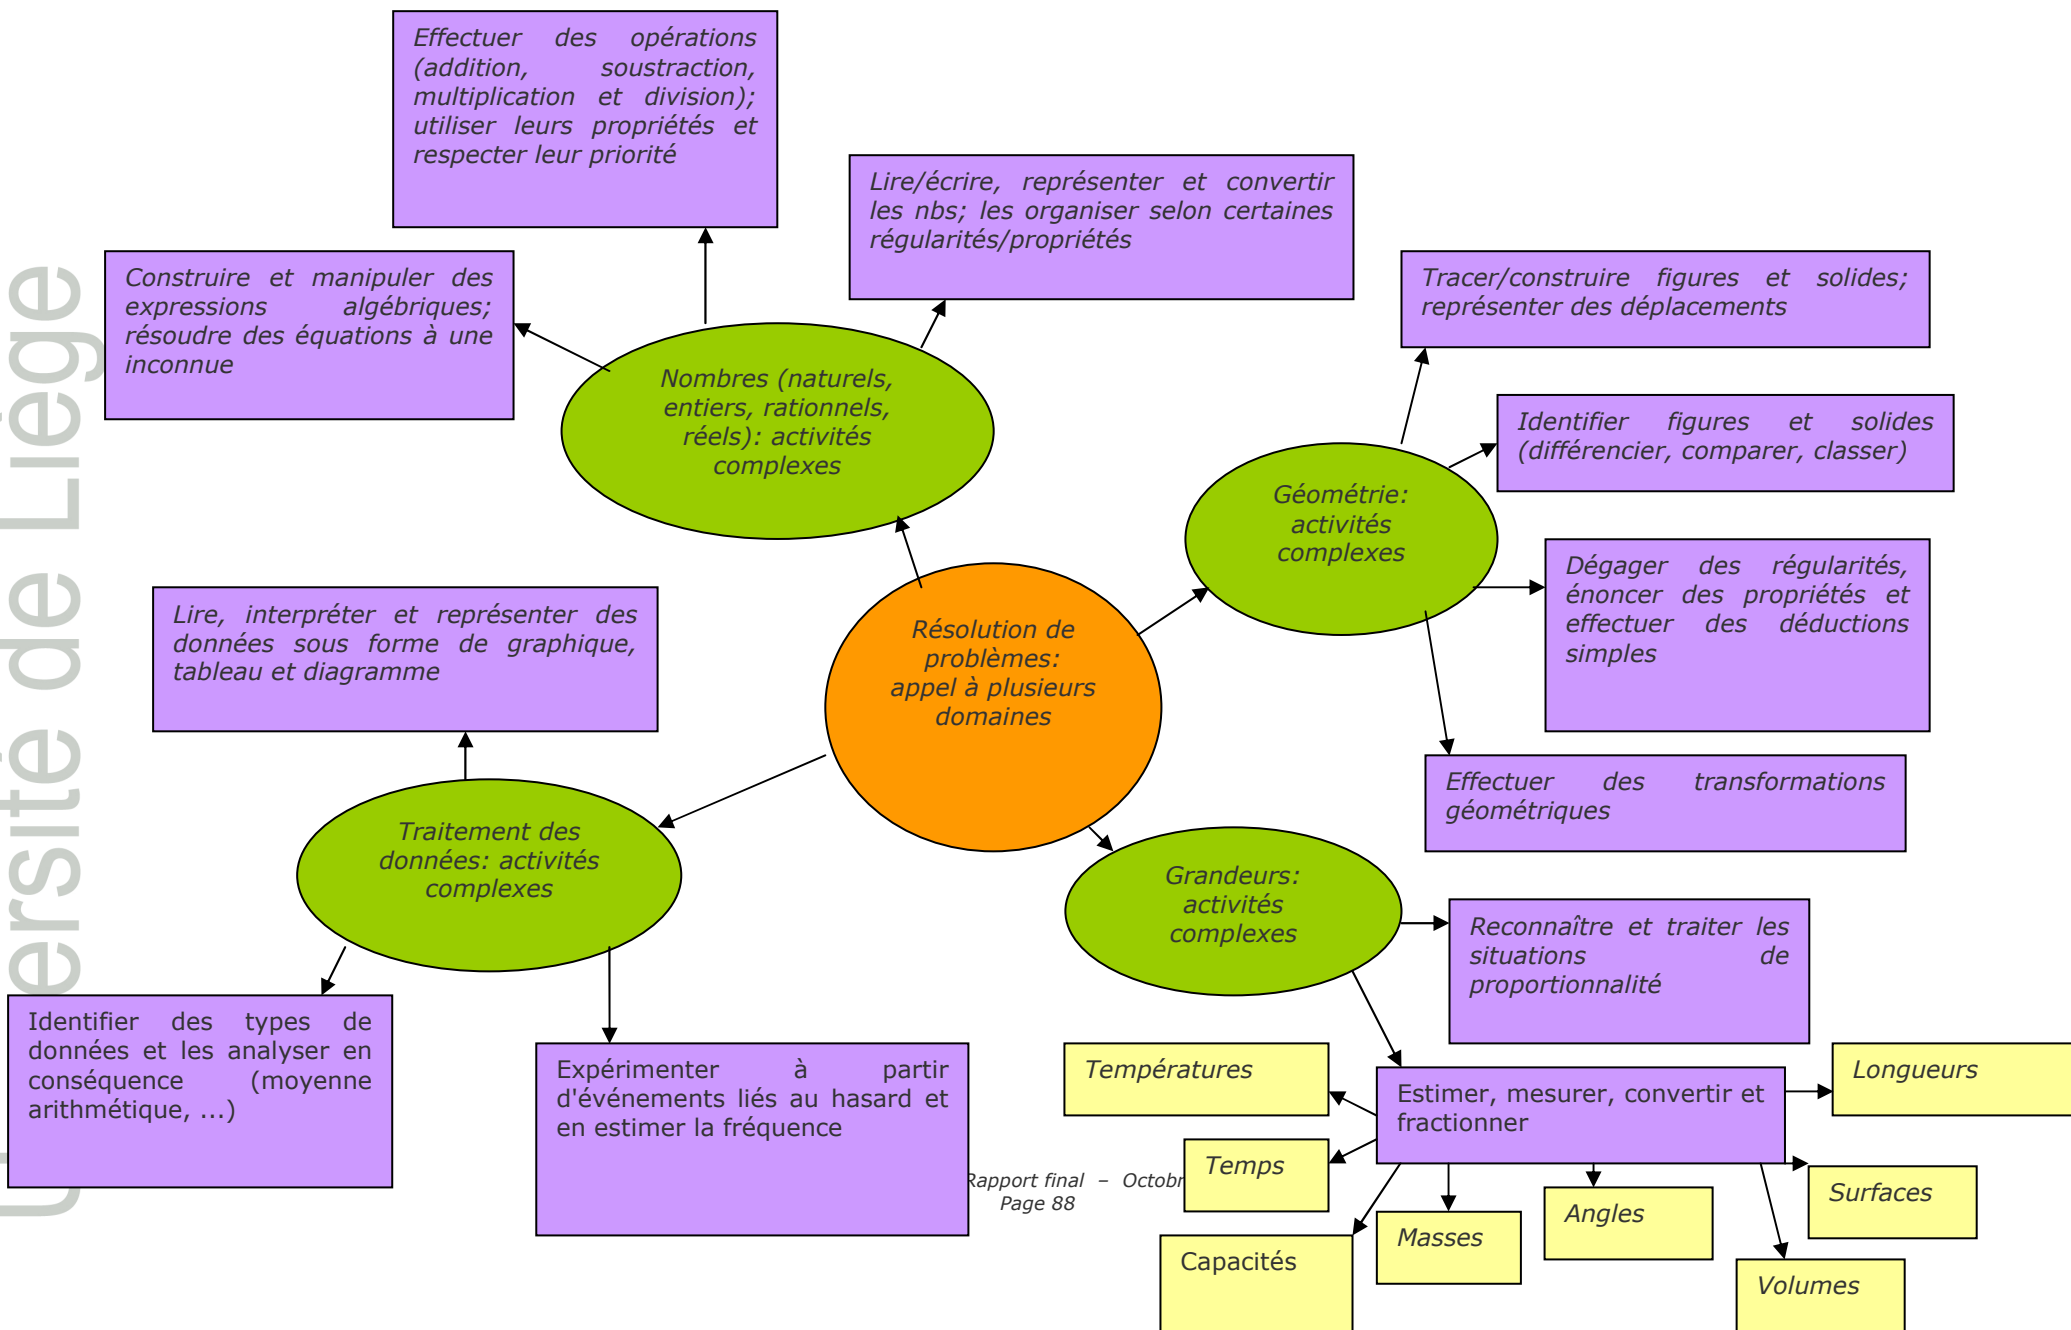 Effectuer des opérations
(addition, soustraction,
multiplication et division);
utiliser leurs propriétés et
respecter leur priorité
Lire/écrire, représenter et convertir
les nbs; les organiser selon certaines
régularités/propriétés
Construire et manipuler des
expressions algébriques;
résoudre des équations à une
inconnue
Tracer/construire figures et solides;
représenter des déplacements
Nombres (naturels,
entiers, rationnels,
réels): activités
complexes
Identifier figures et solides
(différencier, comparer, classer)
Géométrie:
activités
complexes
Dégager des régularités,
énoncer des propriétés et
effectuer des déductions
simples
Lire, interpréter et représenter des
données sous forme de graphique,
tableau et diagramme
Résolution de
problèmes:
appel à plusieurs
domaines
Effectuer des transformations
géométriques
Traitement des
données: activités
complexes
Grandeurs:
activités
complexes
Reconnaître et traiter les
situations de
proportionnalité
Identifier des types de
données et les analyser en
conséquence (moyenne
arithmétique, ...)
Expérimenter à partir
d'événements liés au hasard et
en estimer la fréquence
Températures
Estimer, mesurer, convertir et
fractionner
Longueurs
Temps
Surfaces
Angles
Masses
Capacités
Volumes
Rapport final – Octobr
Page 88
ersité de Liège